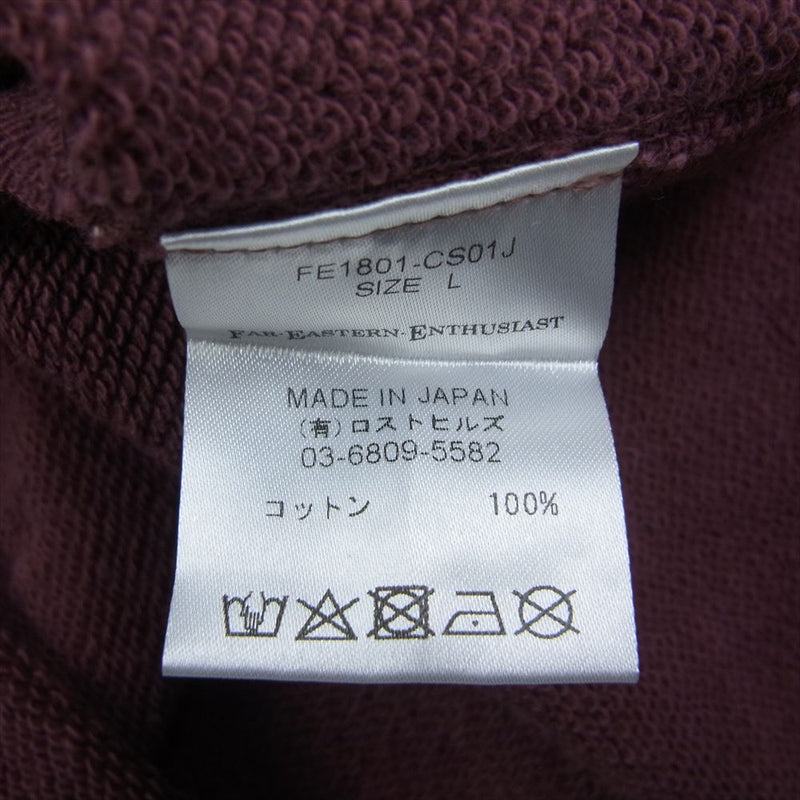 FE1801-CS01J
SIZE L
FAR-EASTERN-ENTHUSIAST
MADE IN JAPAN
(有)ロストヒルズ
03-6809-5582
コットン 100%